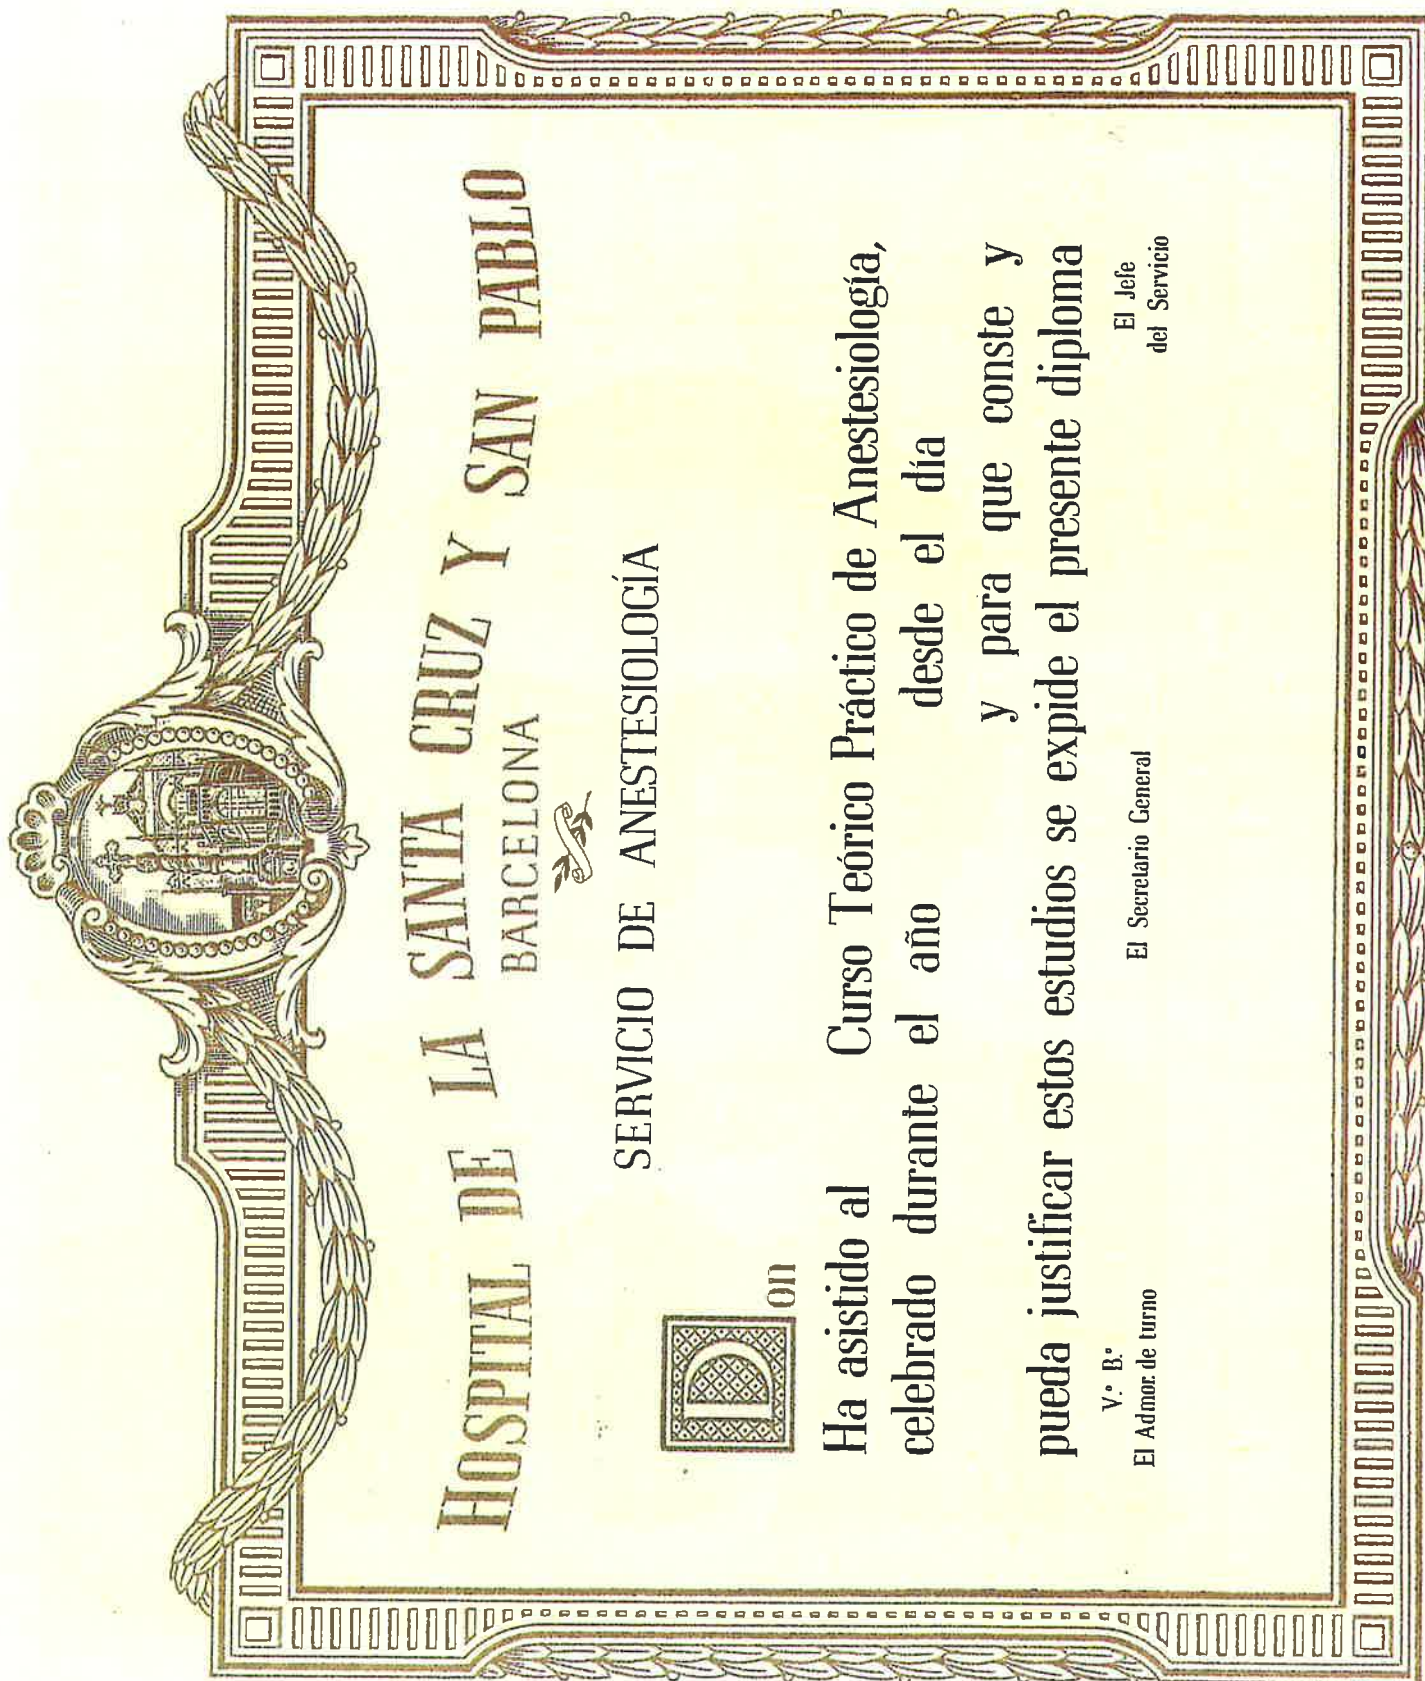 HOSPITAL DE LA SANTA CRUZ Y SAN PABLO
BARCELONA
SERVICIO DE ANESTESIOLOGÍA
Don
Ha asistido al Curso Teórico Práctico de Anestesiología,
celebrado durante el año desde el día
y para que conste y
pueda justificar estos estudios se expide el presente diploma
V.º B.º
El Admor. de turno
El Secretario General
El Jefe
del Servicio